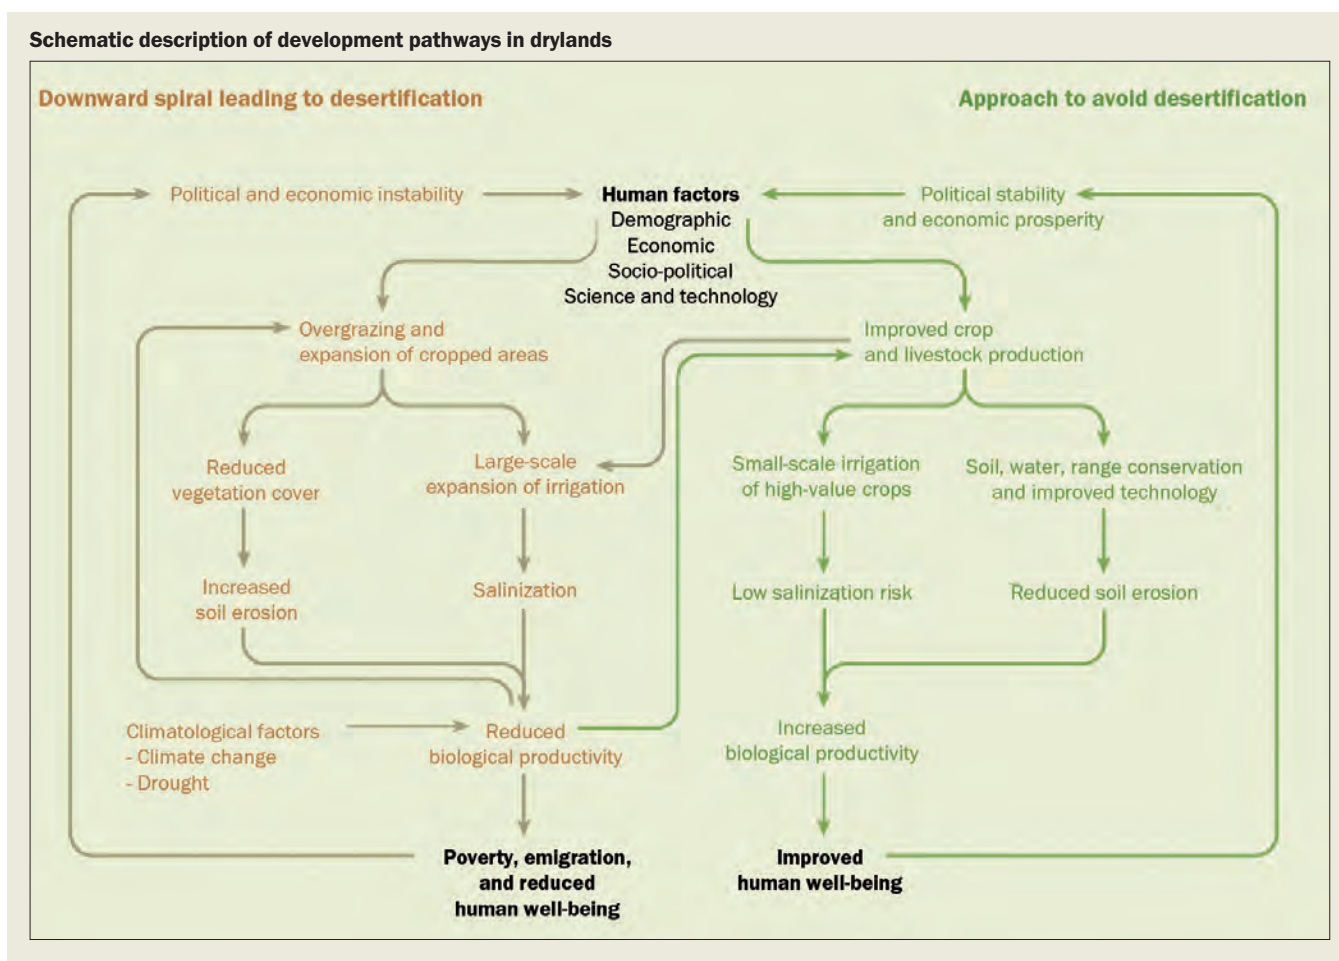 Schematic description of development pathways in drylands
Downward spiral leading to desertification
Approach to avoid desertification
Political and economic instability
Human factors
Demographic
Economic
Socio-political
Science and technology
Political stability
and economic prosperity
Overgrazing and
expansion of cropped areas
Improved crop
and livestock production
Reduced
vegetation cover
Large-scale
expansion of irrigation
Small-scale irrigation
of high-value crops
Soil, water, range conservation
and improved technology
Increased
soil erosion
Salinization
Low salinization risk
Reduced soil erosion
Climatological factors
- Climate change
- Drought
Reduced
biological productivity
Increased
biological productivity
Poverty, emigration,
and reduced
human well-being
Improved
human well-being